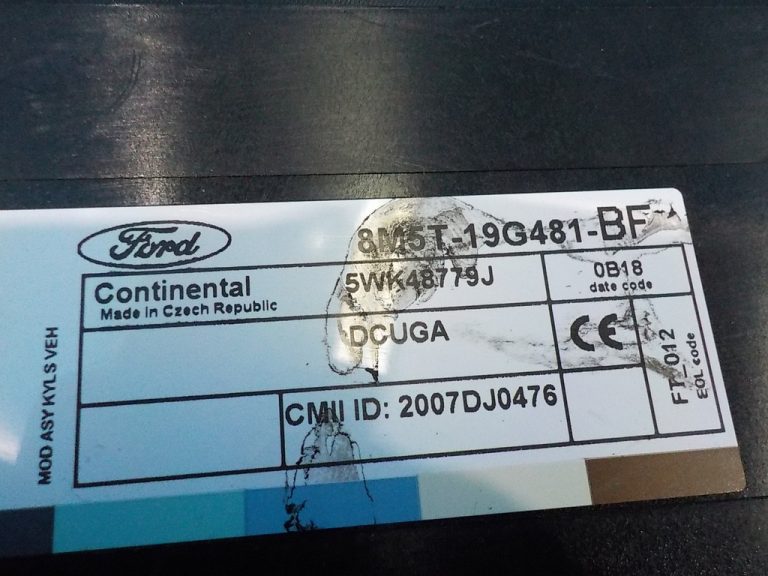 Ford
8M5T-19G481-BF
Continental
Made in Czech Republic
5WK48779J
0B18
date code
DCUGA
CE
CMII ID: 2007DJ0476
FT_012
EOL code
MOD ASY KYLS VEH